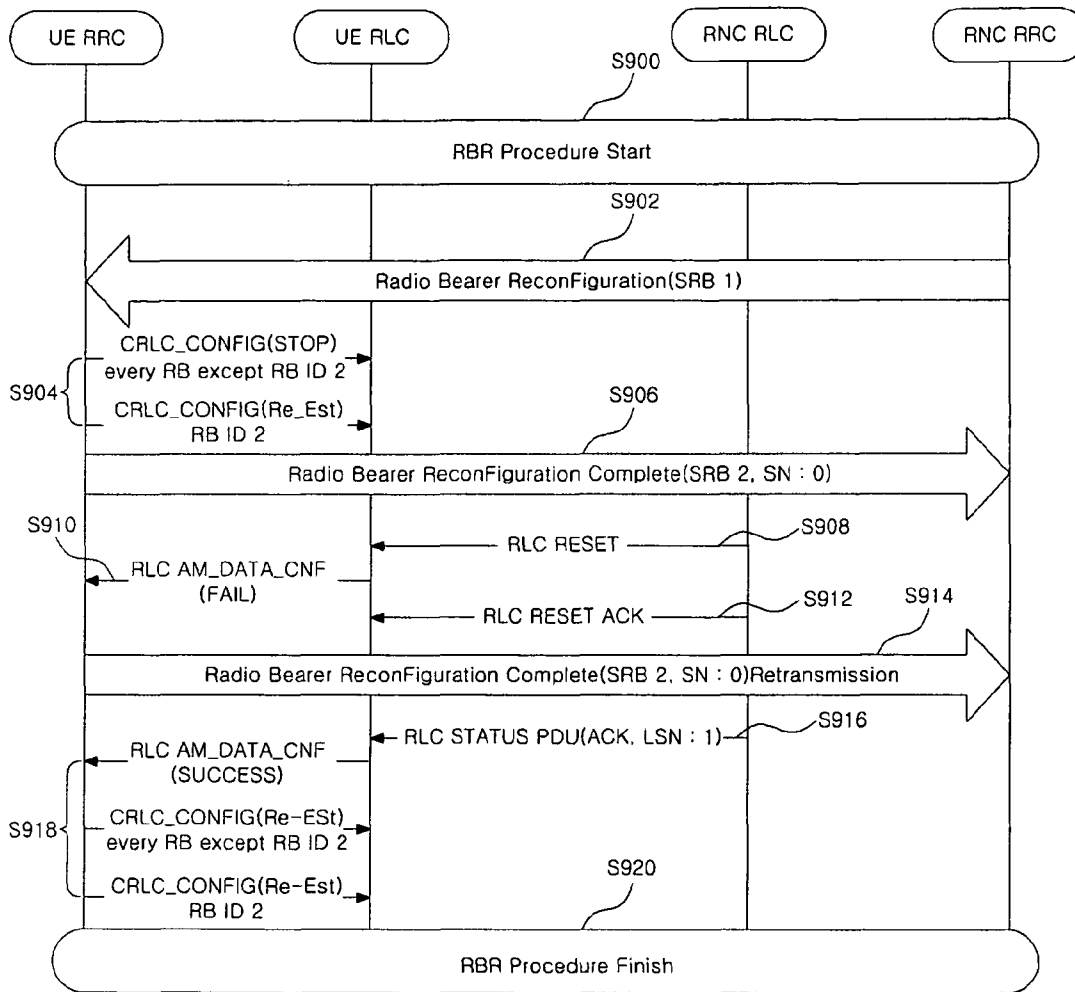 UE RRC
UE RLC
RNC RLC
RNC RRC
S900
RBR Procedure Start
S902
Radio Bearer ReconFiguration(SRB 1)
CRLC_CONFIG(STOP)
every RB except RB ID 2
S904
CRLC_CONFIG(Re_Est)
RB ID 2
S906
Radio Bearer ReconFiguration Complete(SRB 2, SN : 0)
S910
S908
RLC RESET
RLC AM_DATA_CNF
(FAIL)
S912
RLC RESET ACK
S914
Radio Bearer ReconFiguration Complete(SRB 2, SN : 0)Retransmission
S916
RLC STATUS PDU(ACK, LSN : 1)
RLC AM_DATA_CNF
(SUCCESS)
S918
CRLC_CONFIG(Re-ESt)
every RB except RB ID 2
CRLC_CONFIG(Re-Est)
RB ID 2
S920
RBR Procedure Finish